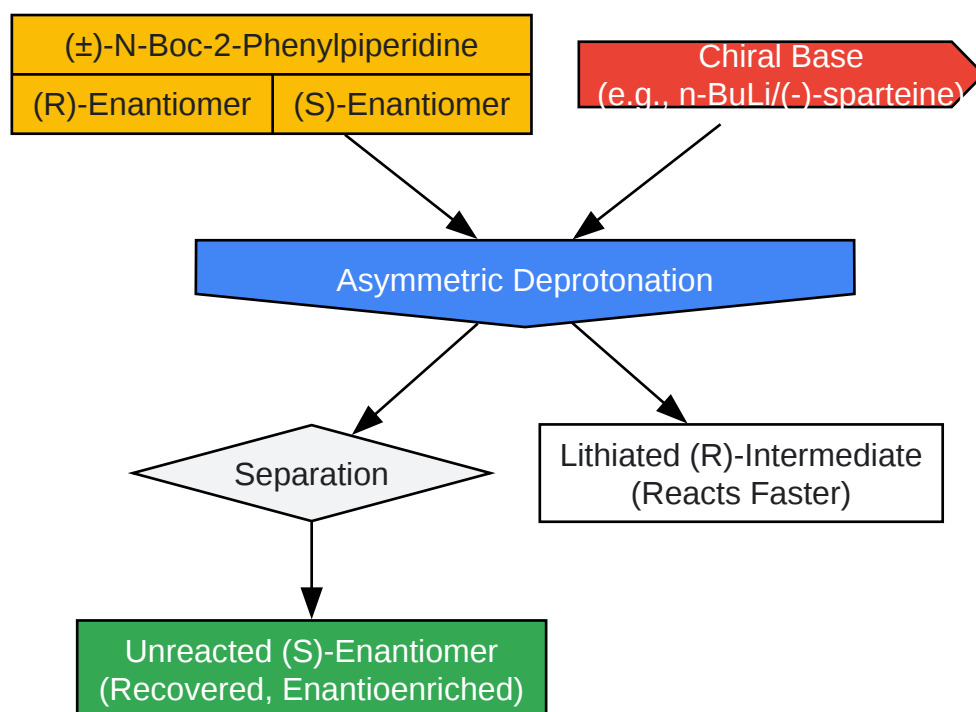 (±)-N-Boc-2-Phenylpiperidine
(R)-Enantiomer
(S)-Enantiomer
Chiral Base
(e.g., n-BuLi/(-)-sparteine)
Asymmetric Deprotonation
Separation
Lithiated (R)-Intermediate
(Reacts Faster)
Unreacted (S)-Enantiomer
(Recovered, Enantioenriched)